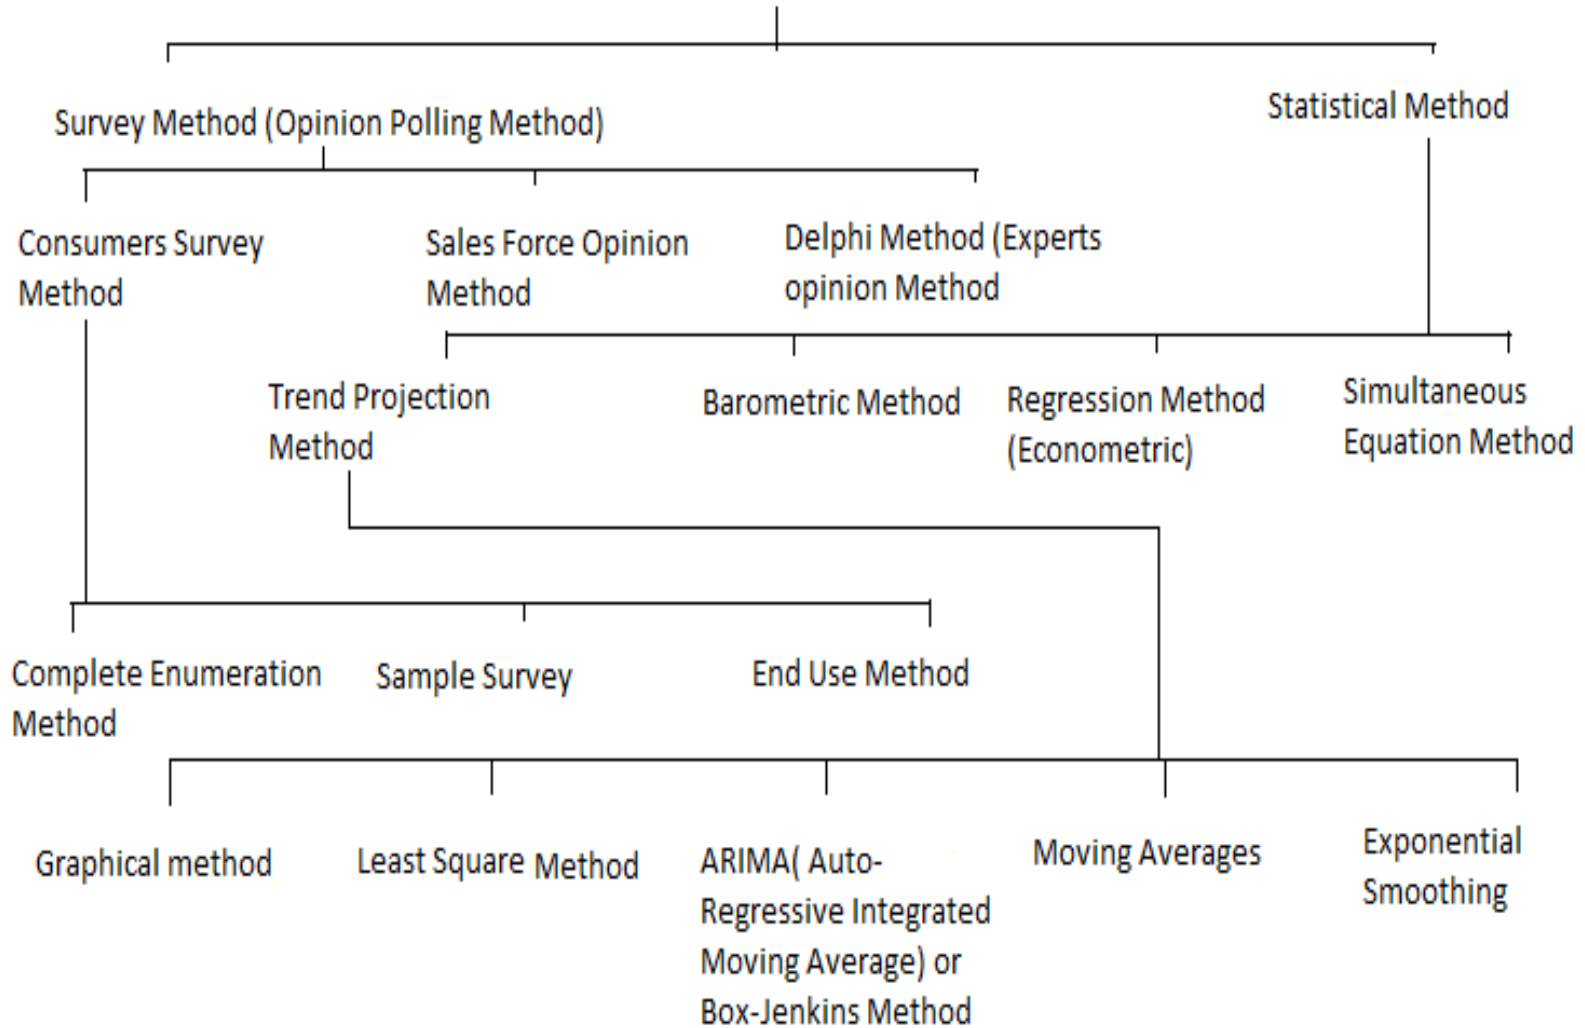 Survey Method (Opinion Polling Method)
Statistical Method
Consumers Survey
Method
Sales Force Opinion
Method
Delphi Method (Experts
opinion Method
Trend Projection
Method
Barometric Method
Regression Method
(Econometric)
Simultaneous
Equation Method
Complete Enumeration
Method
Sample Survey
End Use Method
Graphical method
Least Square Method
ARIMA( Auto-
Regressive Integrated
Moving Average) or
Box-Jenkins Method
Moving Averages
Exponential
Smoothing